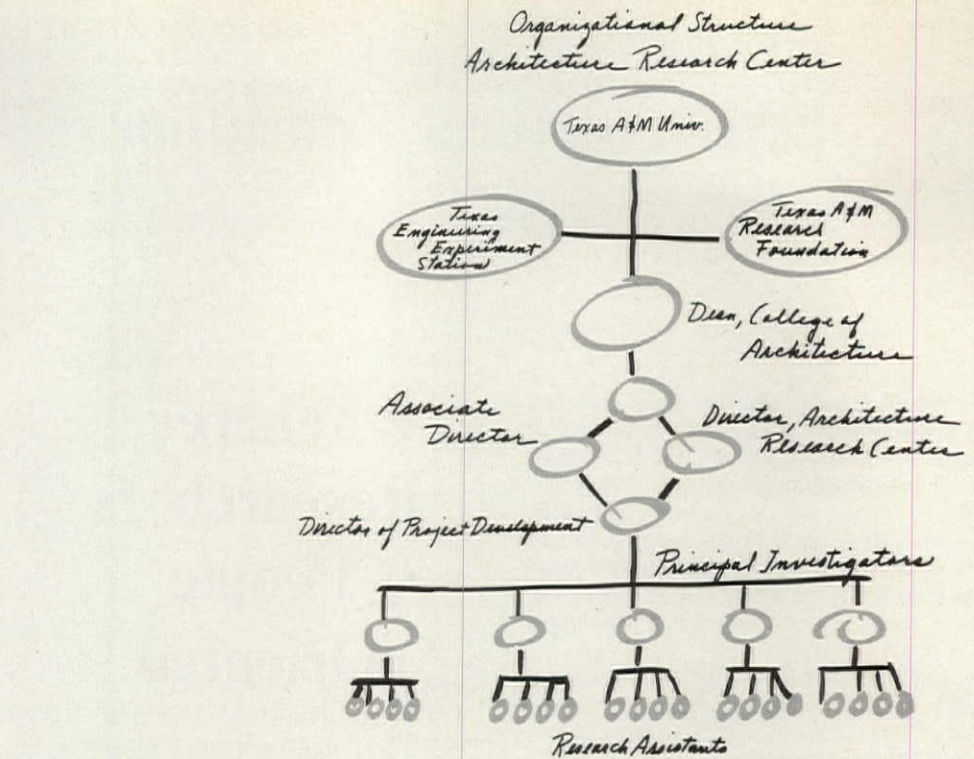 Organizational Structure
Architecture Research Center
Texas A&M Univ.
Texas
Engineering
Experiment
Station
Texas A&M
Research
Foundation
Dean, College of
Architecture
Associate
Director
Director, Architecture
Research Center
Director of Project Development
Principal Investigators
Research Assistants